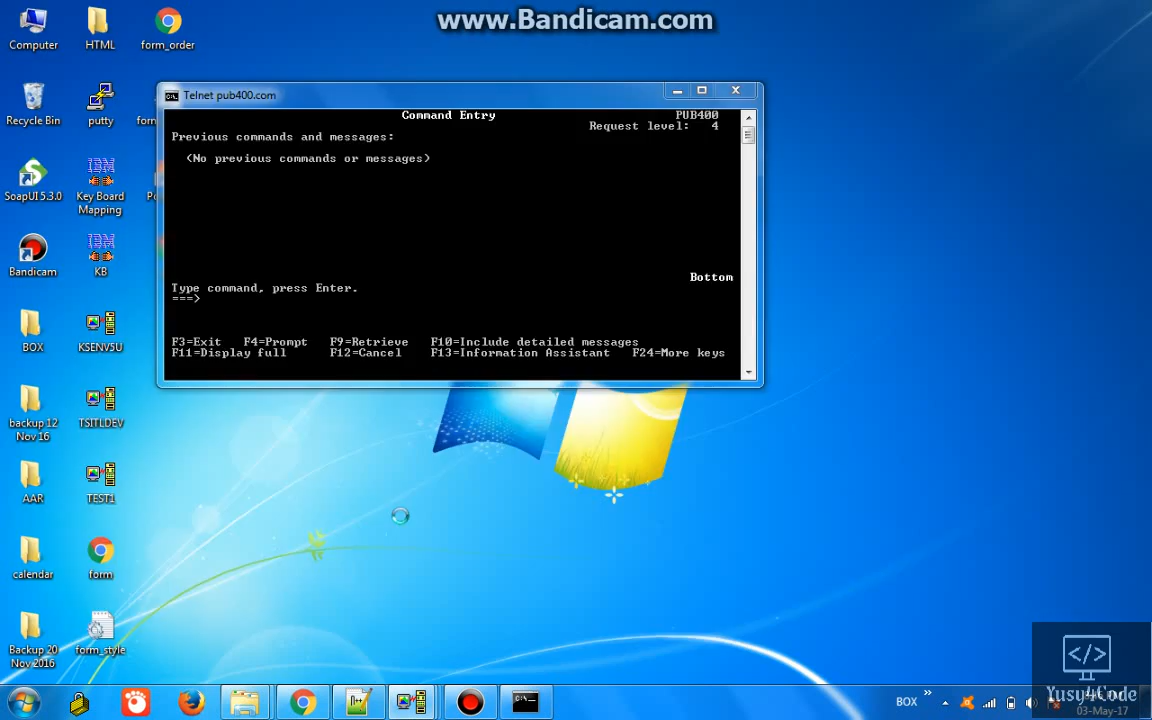 www.Bandicam.com
Computer
HTML
form_order
Recycle Bin
putty
form
SoapUI 5.3.0
Key Board
Mapping
Bandicam
KB
BOX
KSENV5U
backup 12
Nov 16
TSITLDEV
AAR
TEST1
calendar
form
Backup 20
Nov 2016
form_style
Telnet pub400.com
Command Entry
PUB400
Request level: 4
Previous commands and messages:
(No previous commands or messages)
Bottom
Type command, press Enter.
===>
F3=Exit F4=Prompt F9=Retrieve F10=Include detailed messages
F11=Display full F12=Cancel F13=Information Assistant F24=More keys
</>
Yusy4Code
BOX
03-May-17